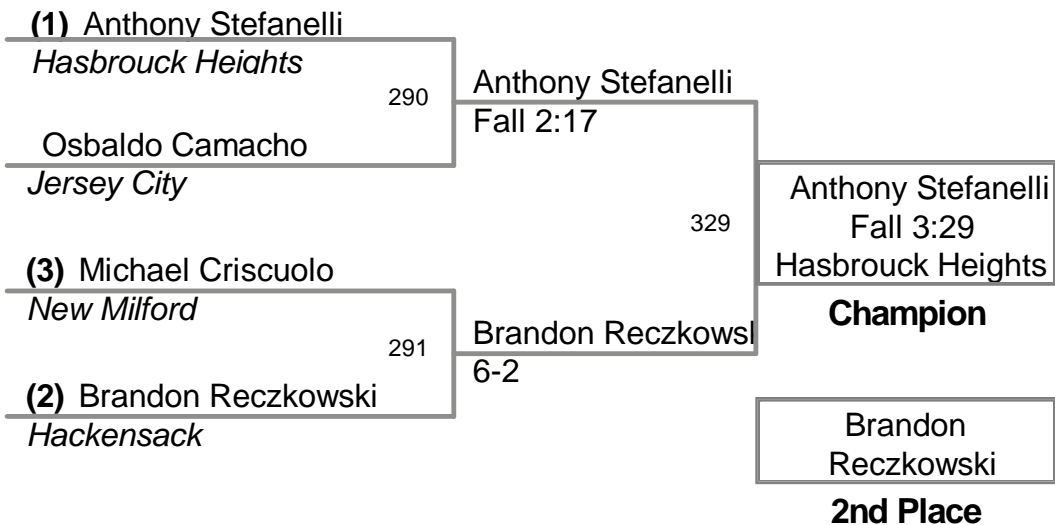 (1) Anthony Stefanelli
Hasbrouck Heights
290
Osbaldo Camacho
Jersey City
Anthony Stefanelli
Fall 2:17
(3) Michael Criscuolo
New Milford
291
(2) Brandon Reczkowski
Hackensack
Brandon Reczkowski
6-2
329
Anthony Stefanelli
Fall 3:29
Hasbrouck Heights
Champion
Brandon
Reczkowski
2nd Place